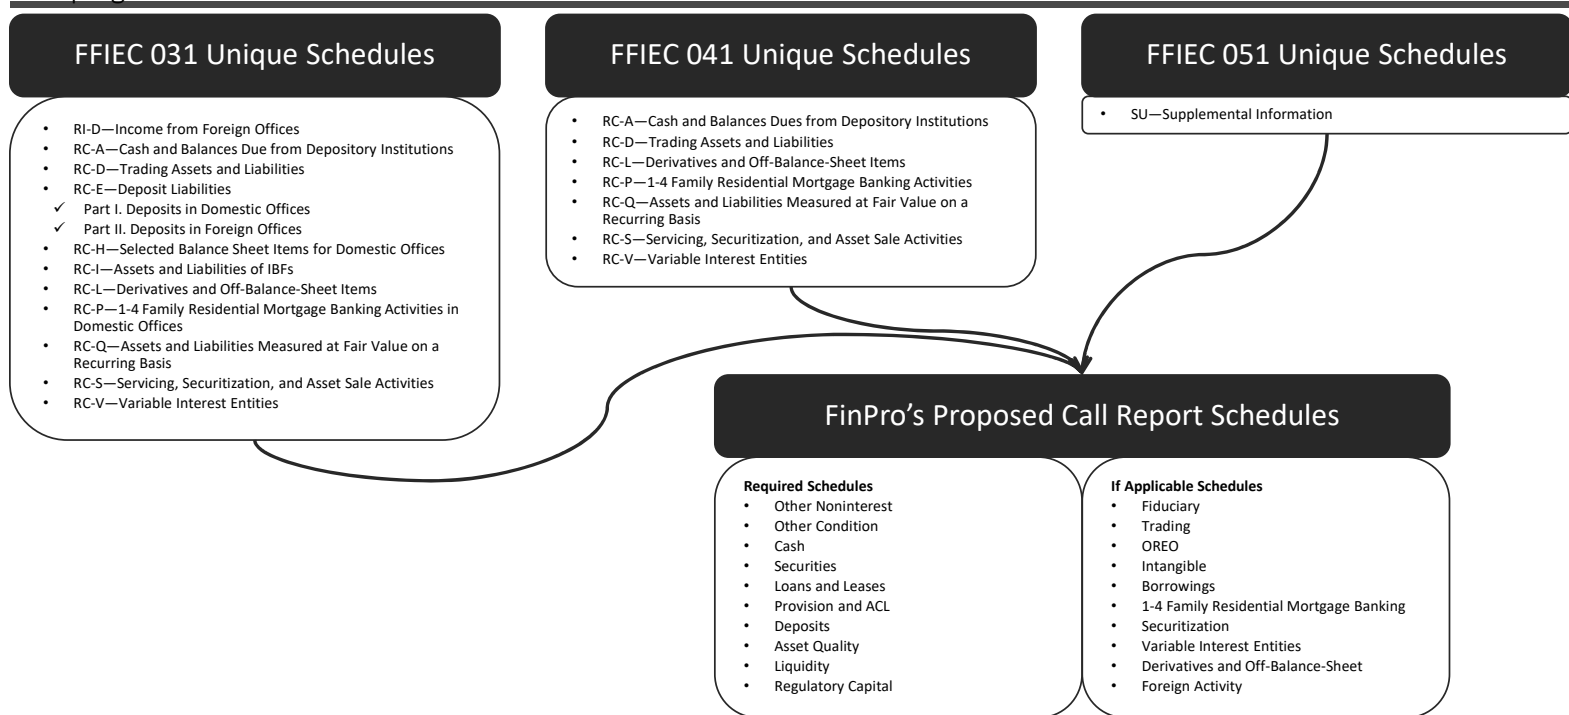 FFIEC 031 Unique Schedules
• RI-D—Income from Foreign Offices
• RC-A—Cash and Balances Due from Depository Institutions
• RC-D—Trading Assets and Liabilities
• RC-E—Deposit Liabilities
✓ Part I. Deposits in Domestic Offices
✓ Part II. Deposits in Foreign Offices
• RC-H—Selected Balance Sheet Items for Domestic Offices
• RC-I—Assets and Liabilities of IBFs
• RC-L—Derivatives and Off-Balance-Sheet Items
• RC-P—1-4 Family Residential Mortgage Banking Activities in
Domestic Offices
• RC-Q—Assets and Liabilities Measured at Fair Value on a
Recurring Basis
• RC-S—Servicing, Securitization, and Asset Sale Activities
• RC-V—Variable Interest Entities
FFIEC 041 Unique Schedules
• RC-A—Cash and Balances Dues from Depository Institutions
• RC-D—Trading Assets and Liabilities
• RC-L—Derivatives and Off-Balance-Sheet Items
• RC-P—1-4 Family Residential Mortgage Banking Activities
• RC-Q—Assets and Liabilities Measured at Fair Value on a
Recurring Basis
• RC-S—Servicing, Securitization, and Asset Sale Activities
• RC-V—Variable Interest Entities
FFIEC 051 Unique Schedules
• SU—Supplemental Information
FinPro’s Proposed Call Report Schedules
Required Schedules
• Other Noninterest
• Other Condition
• Cash
• Securities
• Loans and Leases
• Provision and ACL
• Deposits
• Asset Quality
• Liquidity
• Regulatory Capital
If Applicable Schedules
• Fiduciary
• Trading
• OREO
• Intangible
• Borrowings
• 1-4 Family Residential Mortgage Banking
• Securitization
• Variable Interest Entities
• Derivatives and Off-Balance-Sheet
• Foreign Activity